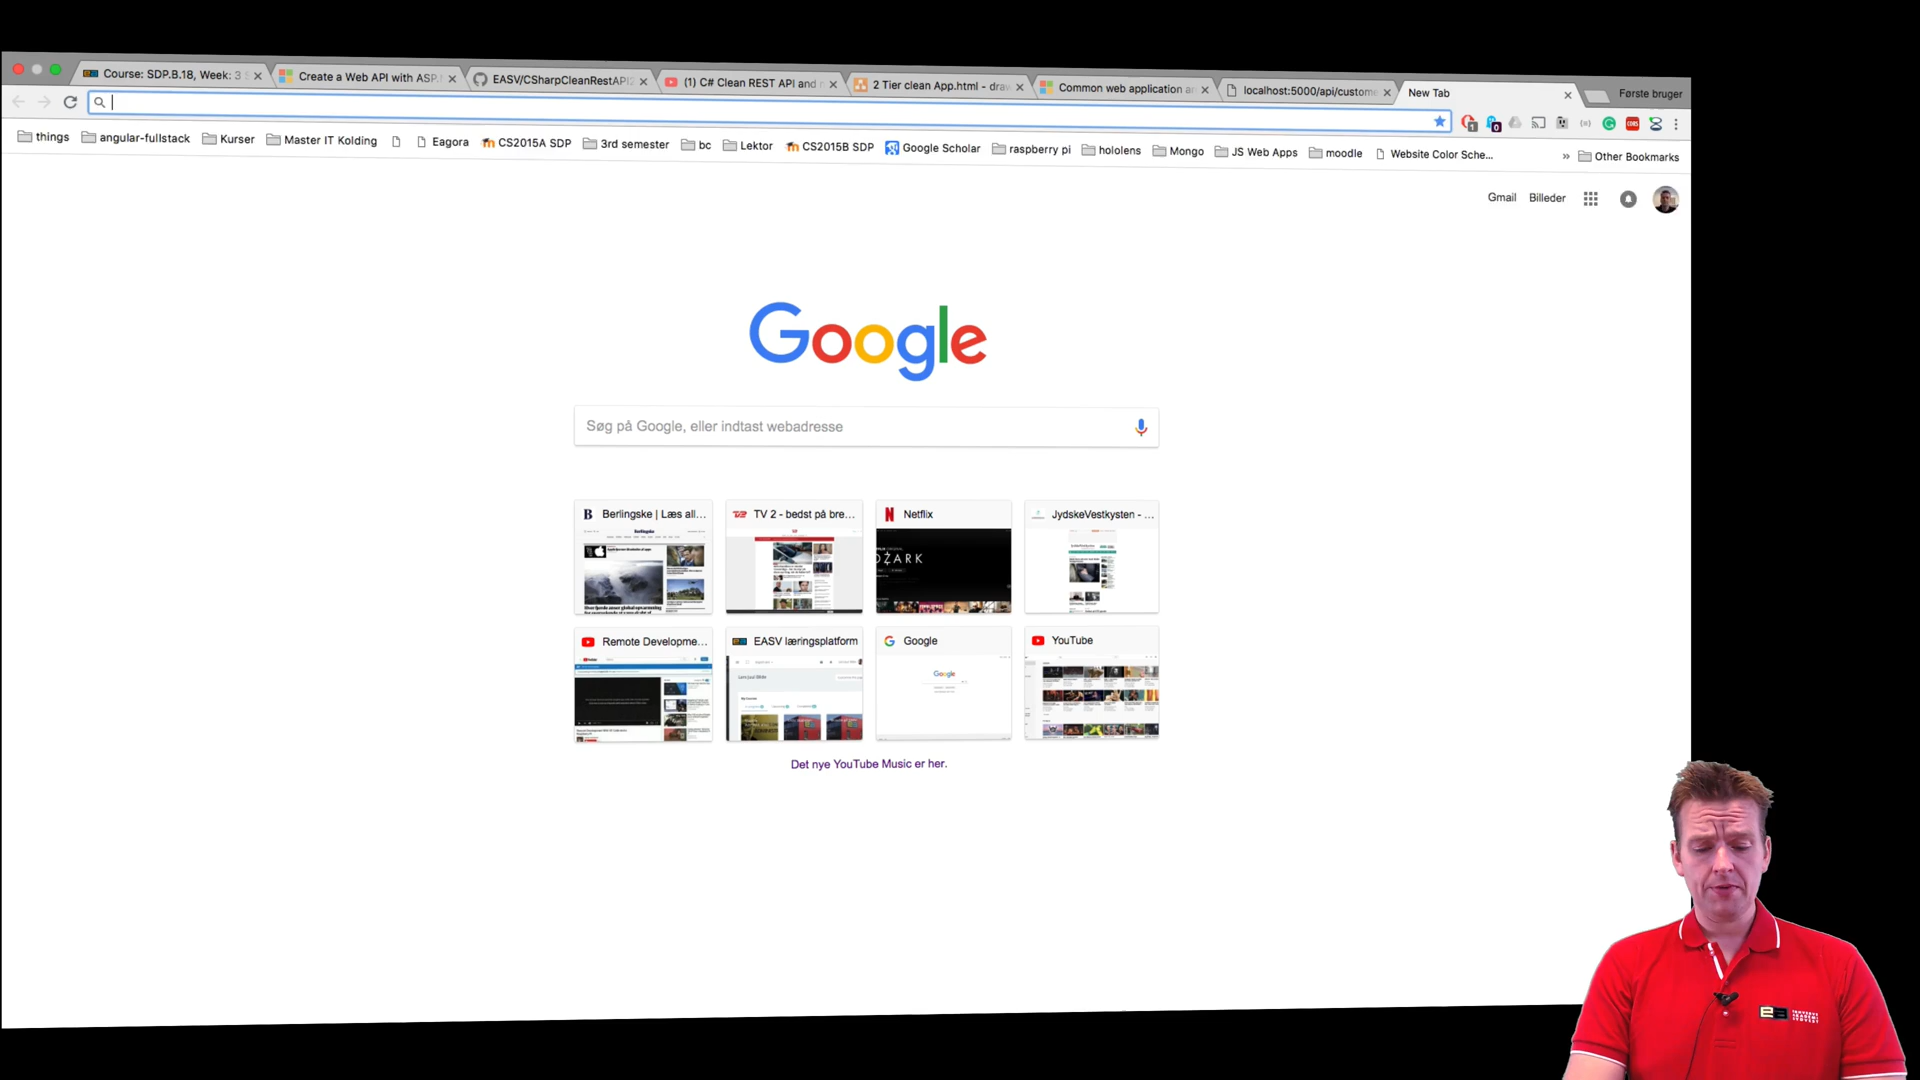 Course: SDP.B.18, Week: 3
Create a Web API with ASP.
EASV/CSharpCleanRestAPI
(1) C# Clean REST API and
2 Tier clean App.html - draw
Common web application an
localhost:5000/api/custome
New Tab
Første bruger
things
angular-fullstack
Kurser
Master IT Kolding
Eagora
CS2015A SDP
3rd semester
bc
Lektor
CS2015B SDP
Google Scholar
raspberry pi
hololens
Mongo
JS Web Apps
moodle
Website Color Sche...
»
Other Bookmarks
Gmail
Billeder
Google
Søg på Google, eller indtast webadresse
Berlingske | Læs all...
TV 2 - bedst på bre...
Netflix
JydskeVestkysten - ...
OZARK
Remote Developme...
EASV læringsplatform
Google
YouTube
Det nye YouTube Music er her.